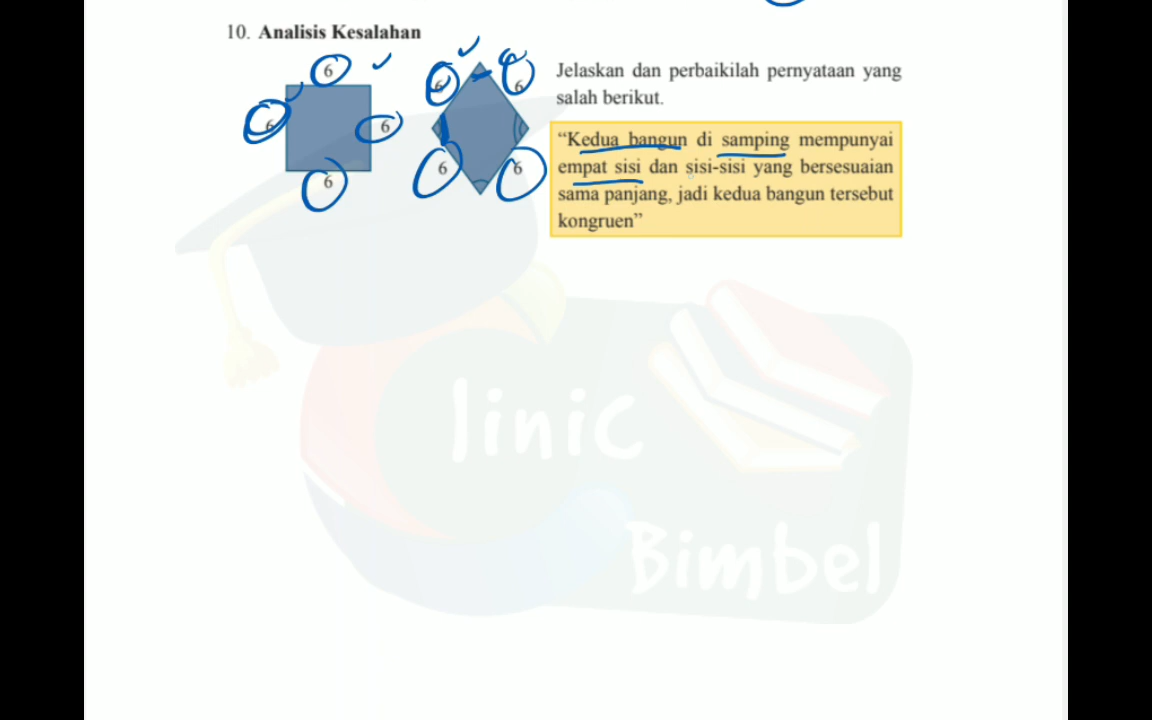 10. Analisis Kesalahan
6
6
6
6
6
6
6
6
Jelaskan dan perbaikilah pernyataan yang
salah berikut.
“Kedua bangun di samping mempunyai
empat sisi dan sisi-sisi yang bersesuaian
sama panjang, jadi kedua bangun tersebut
kongruen”
linic
Bimbel